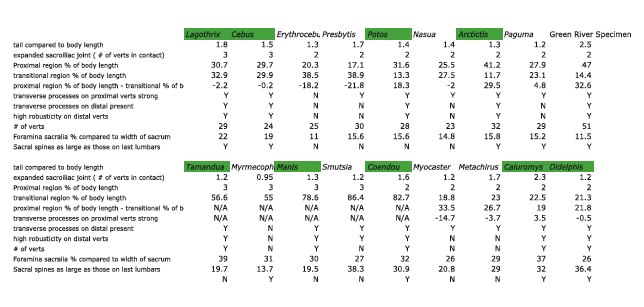 Lagothrix Cebus Erythrocebu Presbytis Potos Nasua Arctictis Paguma Green River Specimen
tail compared to body length 1.8 1.5 1.3 1.7 1.4 1.4 1.3 1.2 2.5
expanded sacroiliac joint ( # of verts in contact) 3 3 2 2 2 2 2 2 2
Proximal region % of body length 30.7 29.7 20.3 17.1 31.6 25.5 41.2 27.9 47
transitional region % of body length 32.9 29.9 38.5 38.9 13.3 27.5 11.7 23.1 14.4
proximal region % of body length - transitional % of b -2.2 -0.2 -18.2 -21.8 18.3 -2 29.5 4.8 32.6
transverse processes on proximal verts strong Y Y N N Y Y Y Y Y
transverse processes on distal present Y Y N N Y N Y N Y
high robusticity on distal verts Y Y N N Y N Y N Y
# of verts 29 24 25 30 28 23 32 29 51
Foramina sacralia % compared to width of sacrum 22 19 11 15.6 15.6 14.8 15.8 15.2 11.5
Sacral spines as large as those on last lumbars Y Y N N N N N N Y
Tamandua Myrmecoph Manis Smutsia Coendou Myocaster Metachirus Caluromys Didelphis
tail compared to body length 1.2 0.95 1.3 1.2 1.6 1.2 1.7 2.3 1.2
expanded sacroiliac joint ( # of verts in contact) 3 3 3 3 2 2 2 2 2
Proximal region % of body length 56.6 55 78.6 86.4 82.7 18.8 23 22.5 21.3
transitional region % of body length N/A N/A N/A N/A N/A 33.5 26.7 19 21.8
proximal region % of body length - transitional % of b N/A N/A N/A N/A N/A -14.7 -3.7 3.5 -0.5
transverse processes on proximal verts strong Y N Y Y Y Y N Y Y
transverse processes on distal present Y N Y Y Y N N Y Y
high robusticity on distal verts Y N Y Y Y N N Y Y
# of verts 39 31 30 27 32 26 29 37 26
Foramina sacralia % compared to width of sacrum 19.7 13.7 19.5 38.3 30.9 20.8 29 32 36.4
Sacral spines as large as those on last lumbars N Y N Y N N N N Y